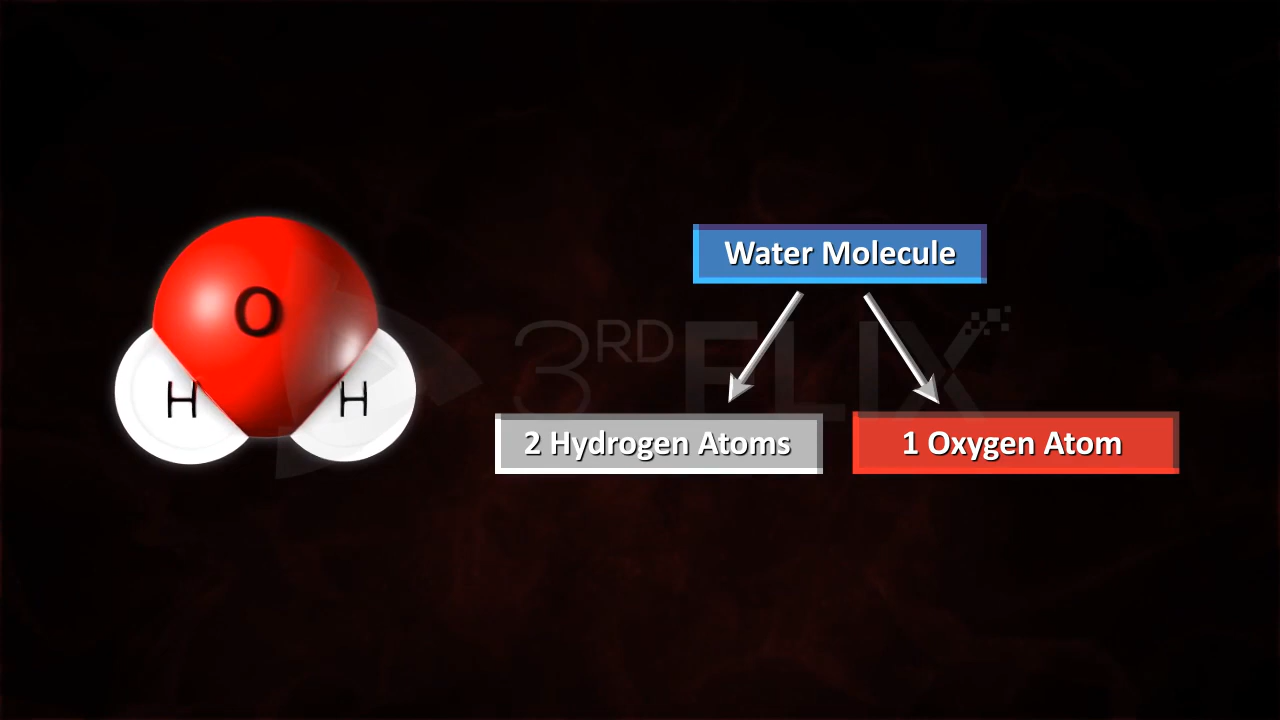 O
H
H
Water Molecule
2 Hydrogen Atoms
1 Oxygen Atom
3RD FLIX